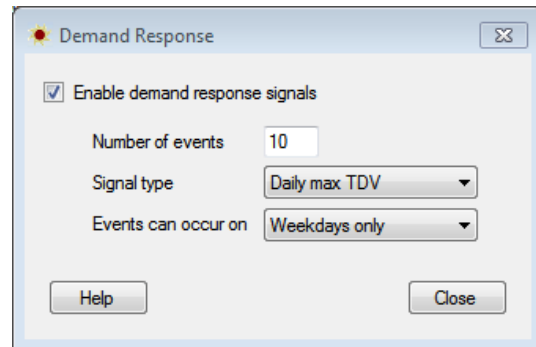 Demand Response
Enable demand response signals
Number of events 10
Signal type Daily max TDV
Events can occur on Weekdays only
Help Close